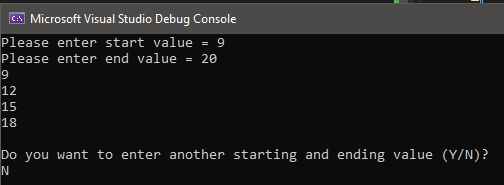 Microsoft Visual Studio Debug Console
Please enter start value = 9
Please enter end value = 20
9
12
15
18
Do you want to enter another starting and ending value (Y/N)?
N